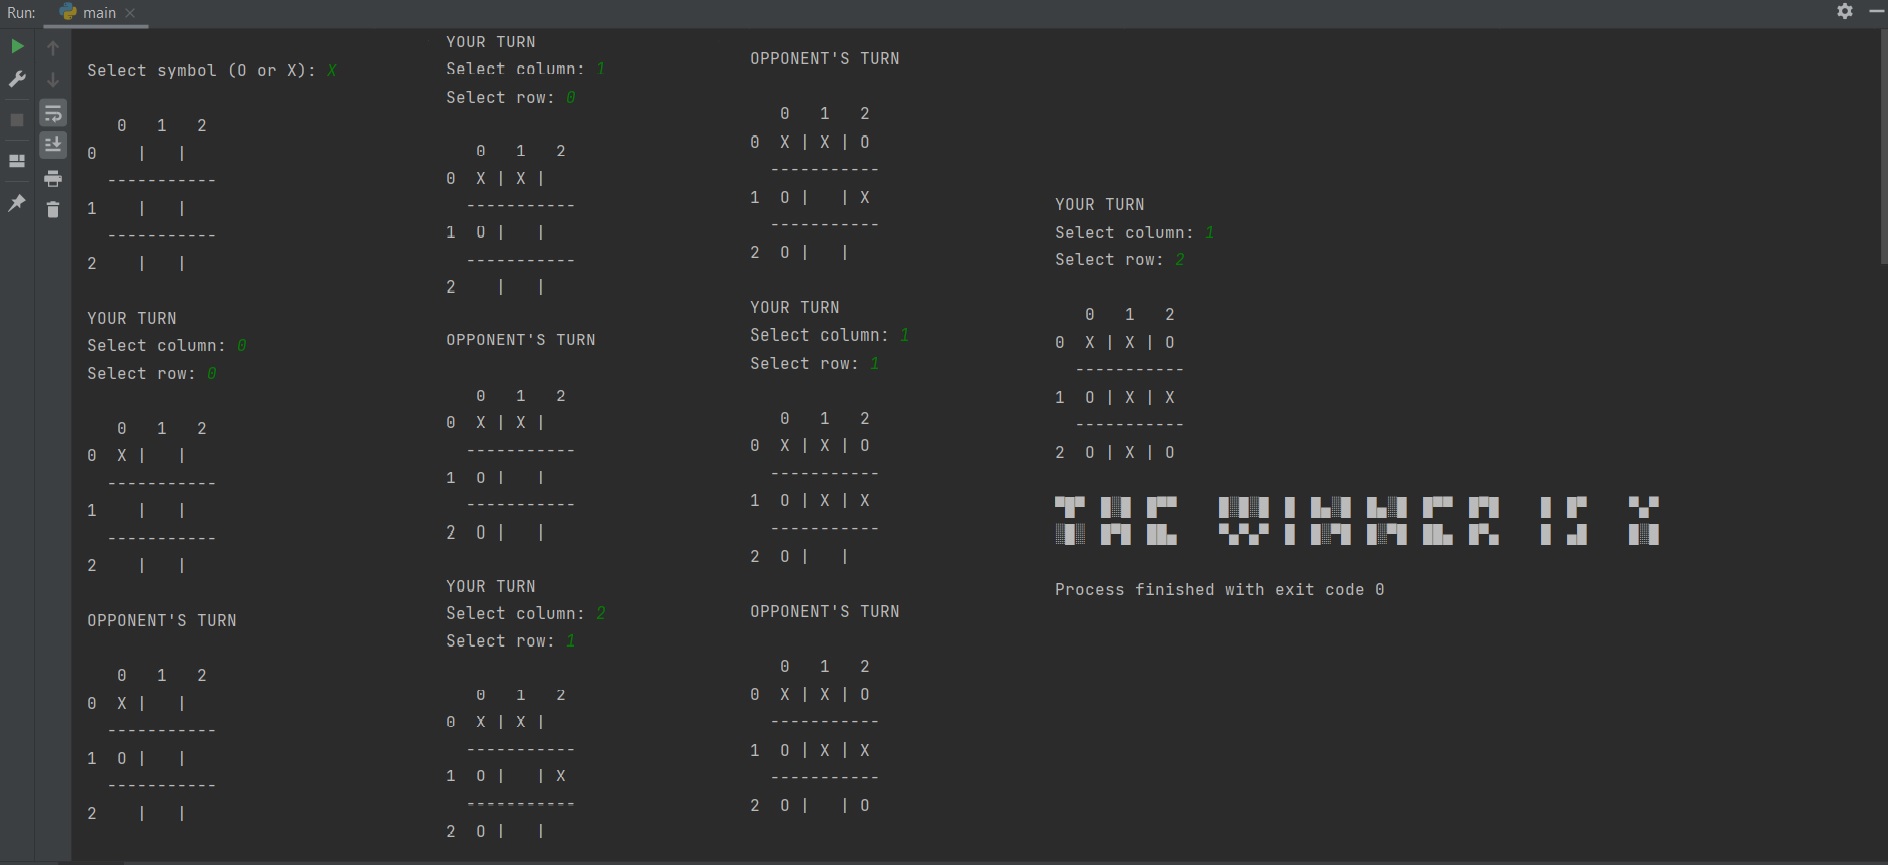 Run: main
Select symbol (O or X): X
0 1 2
0 | |
-----------
1 | |
-----------
2 | |
YOUR TURN
Select column: 0
Select row: 0
0 1 2
0 X | |
-----------
1 | |
-----------
2 | |
OPPONENT'S TURN
0 1 2
0 X | |
-----------
1 O | |
-----------
2 | |
YOUR TURN
Select column: 1
Select row: 0
0 1 2
0 X | X |
-----------
1 O | |
-----------
2 | |
OPPONENT'S TURN
0 1 2
0 X | X |
-----------
1 O | |
-----------
2 O | |
YOUR TURN
Select column: 2
Select row: 1
0 1 2
0 X | X |
-----------
1 O | | X
-----------
2 O | |
OPPONENT'S TURN
0 1 2
0 X | X | O
-----------
1 O | | X
-----------
2 O | |
YOUR TURN
Select column: 1
Select row: 1
0 1 2
0 X | X | O
-----------
1 O | X | X
-----------
2 O | |
OPPONENT'S TURN
0 1 2
0 X | X | O
-----------
1 O | X | X
-----------
2 O | | O
YOUR TURN
Select column: 1
Select row: 2
0 1 2
0 X | X | O
-----------
1 O | X | X
-----------
2 O | X | O
THE WINNER IS X
Process finished with exit code 0